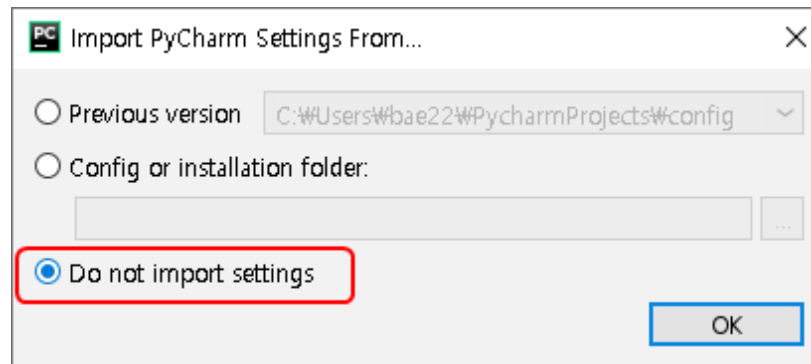 PC
Import PyCharm Settings From...
Previous version C:₩Users₩bae22₩PycharmProjects₩config
Config or installation folder:
...
Do not import settings
OK